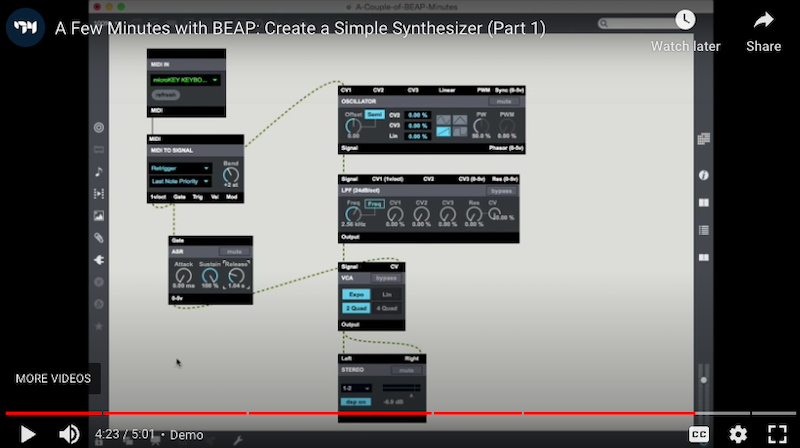 A-Couple-of-BEAP-Minutes
A Few Minutes with BEAP: Create a Simple Synthesizer (Part 1)
Watch later
Share
MIDI IN
microKEY KEYBO...
refresh
MIDI
MIDI
MIDI TO SIGNAL
Retrigger
Bend
Last Note Priority
+2 st
1v/oct Gate Trig Vel Mod
Gate
ASR mute
Attack Sustain Release
0.00 ms 100 % 1.04 s
0-5v
CV1 CV2 CV3 Linear PWM Sync (0-5v)
OSCILLATOR mute
Offset Semi CV2 0.00 % PW PWM
CV3 0.00 %
0.00 Lin 0.00 % 50.0 % 0.00 %
Signal Phasor (0-5v)
Signal CV1 (1v/oct) CV2 CV3 (0-5v) Res (0-5v)
LPF (24dB/oct) bypass
Freq Freq CV1 CV2 CV3 Res CV
2.50 kHz 0.00 % 0.00 % 0.00 % 0.00 %
Output
Signal CV
VCA bypass
Expo Lin
2 Quad 4 Quad
Output
Left Right
STEREO mute
1-2
dsp on -6.0 dB
MORE VIDEOS
4:23 / 5:01 • Demo
CC